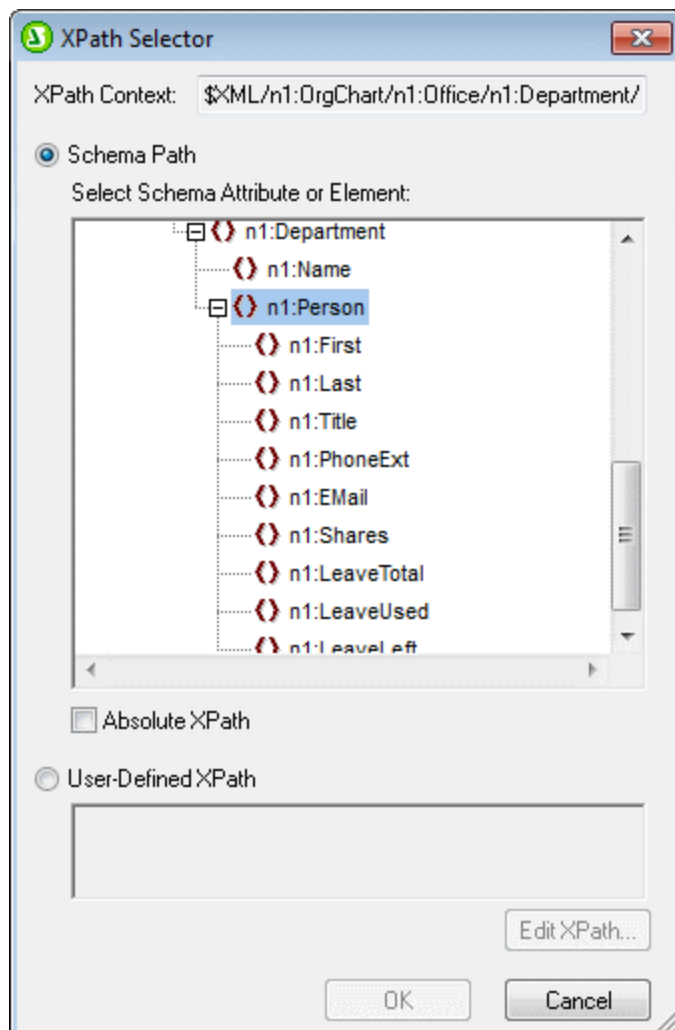 XPath Selector
XPath Context: $XML/n1:OrgChart/n1:Office/n1:Department/
Schema Path
Select Schema Attribute or Element:
n1:Department
n1:Name
n1:Person
n1:First
n1:Last
n1:Title
n1:PhoneExt
n1:EMail
n1:Shares
n1:LeaveTotal
n1:LeaveUsed
n1:LeaveLeft
Absolute XPath
User-Defined XPath
Edit XPath...
OK Cancel